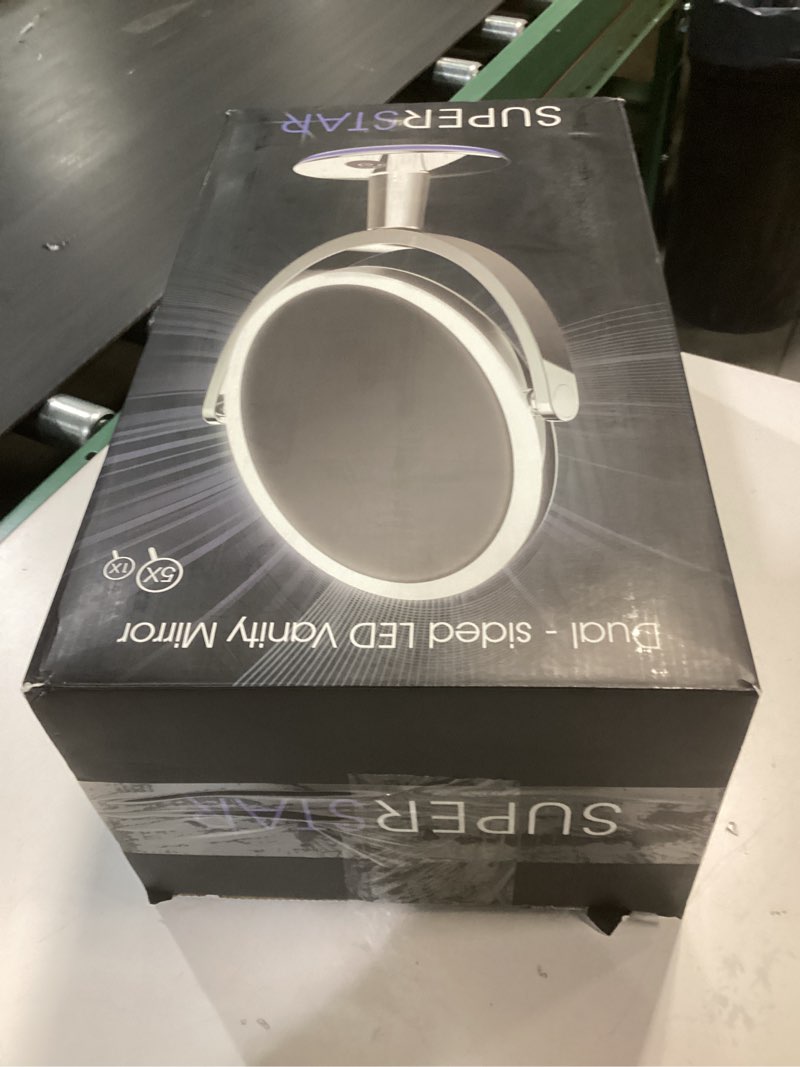 Dual - sided LED Vanity Mirror
5X 1X
SUPERSTAR
SUPERSTAR